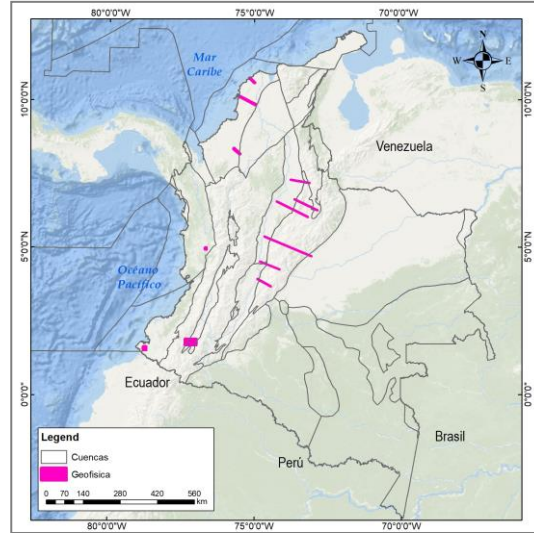 80°0'0"W
75°0'0"W
70°0'0"W
Mar
Caribe
N
W
E
S
10°0'0"N
10°0'0"N
Venezuela
5°0'0"N
5°0'0"N
Océano
Pacífico
Ecuador
0°0'0"
0°0'0"
Brasil
Perú
Legend
Cuencas
Geofisica
0 70 140 280 420 560
km
80°0'0"W
75°0'0"W
70°0'0"W